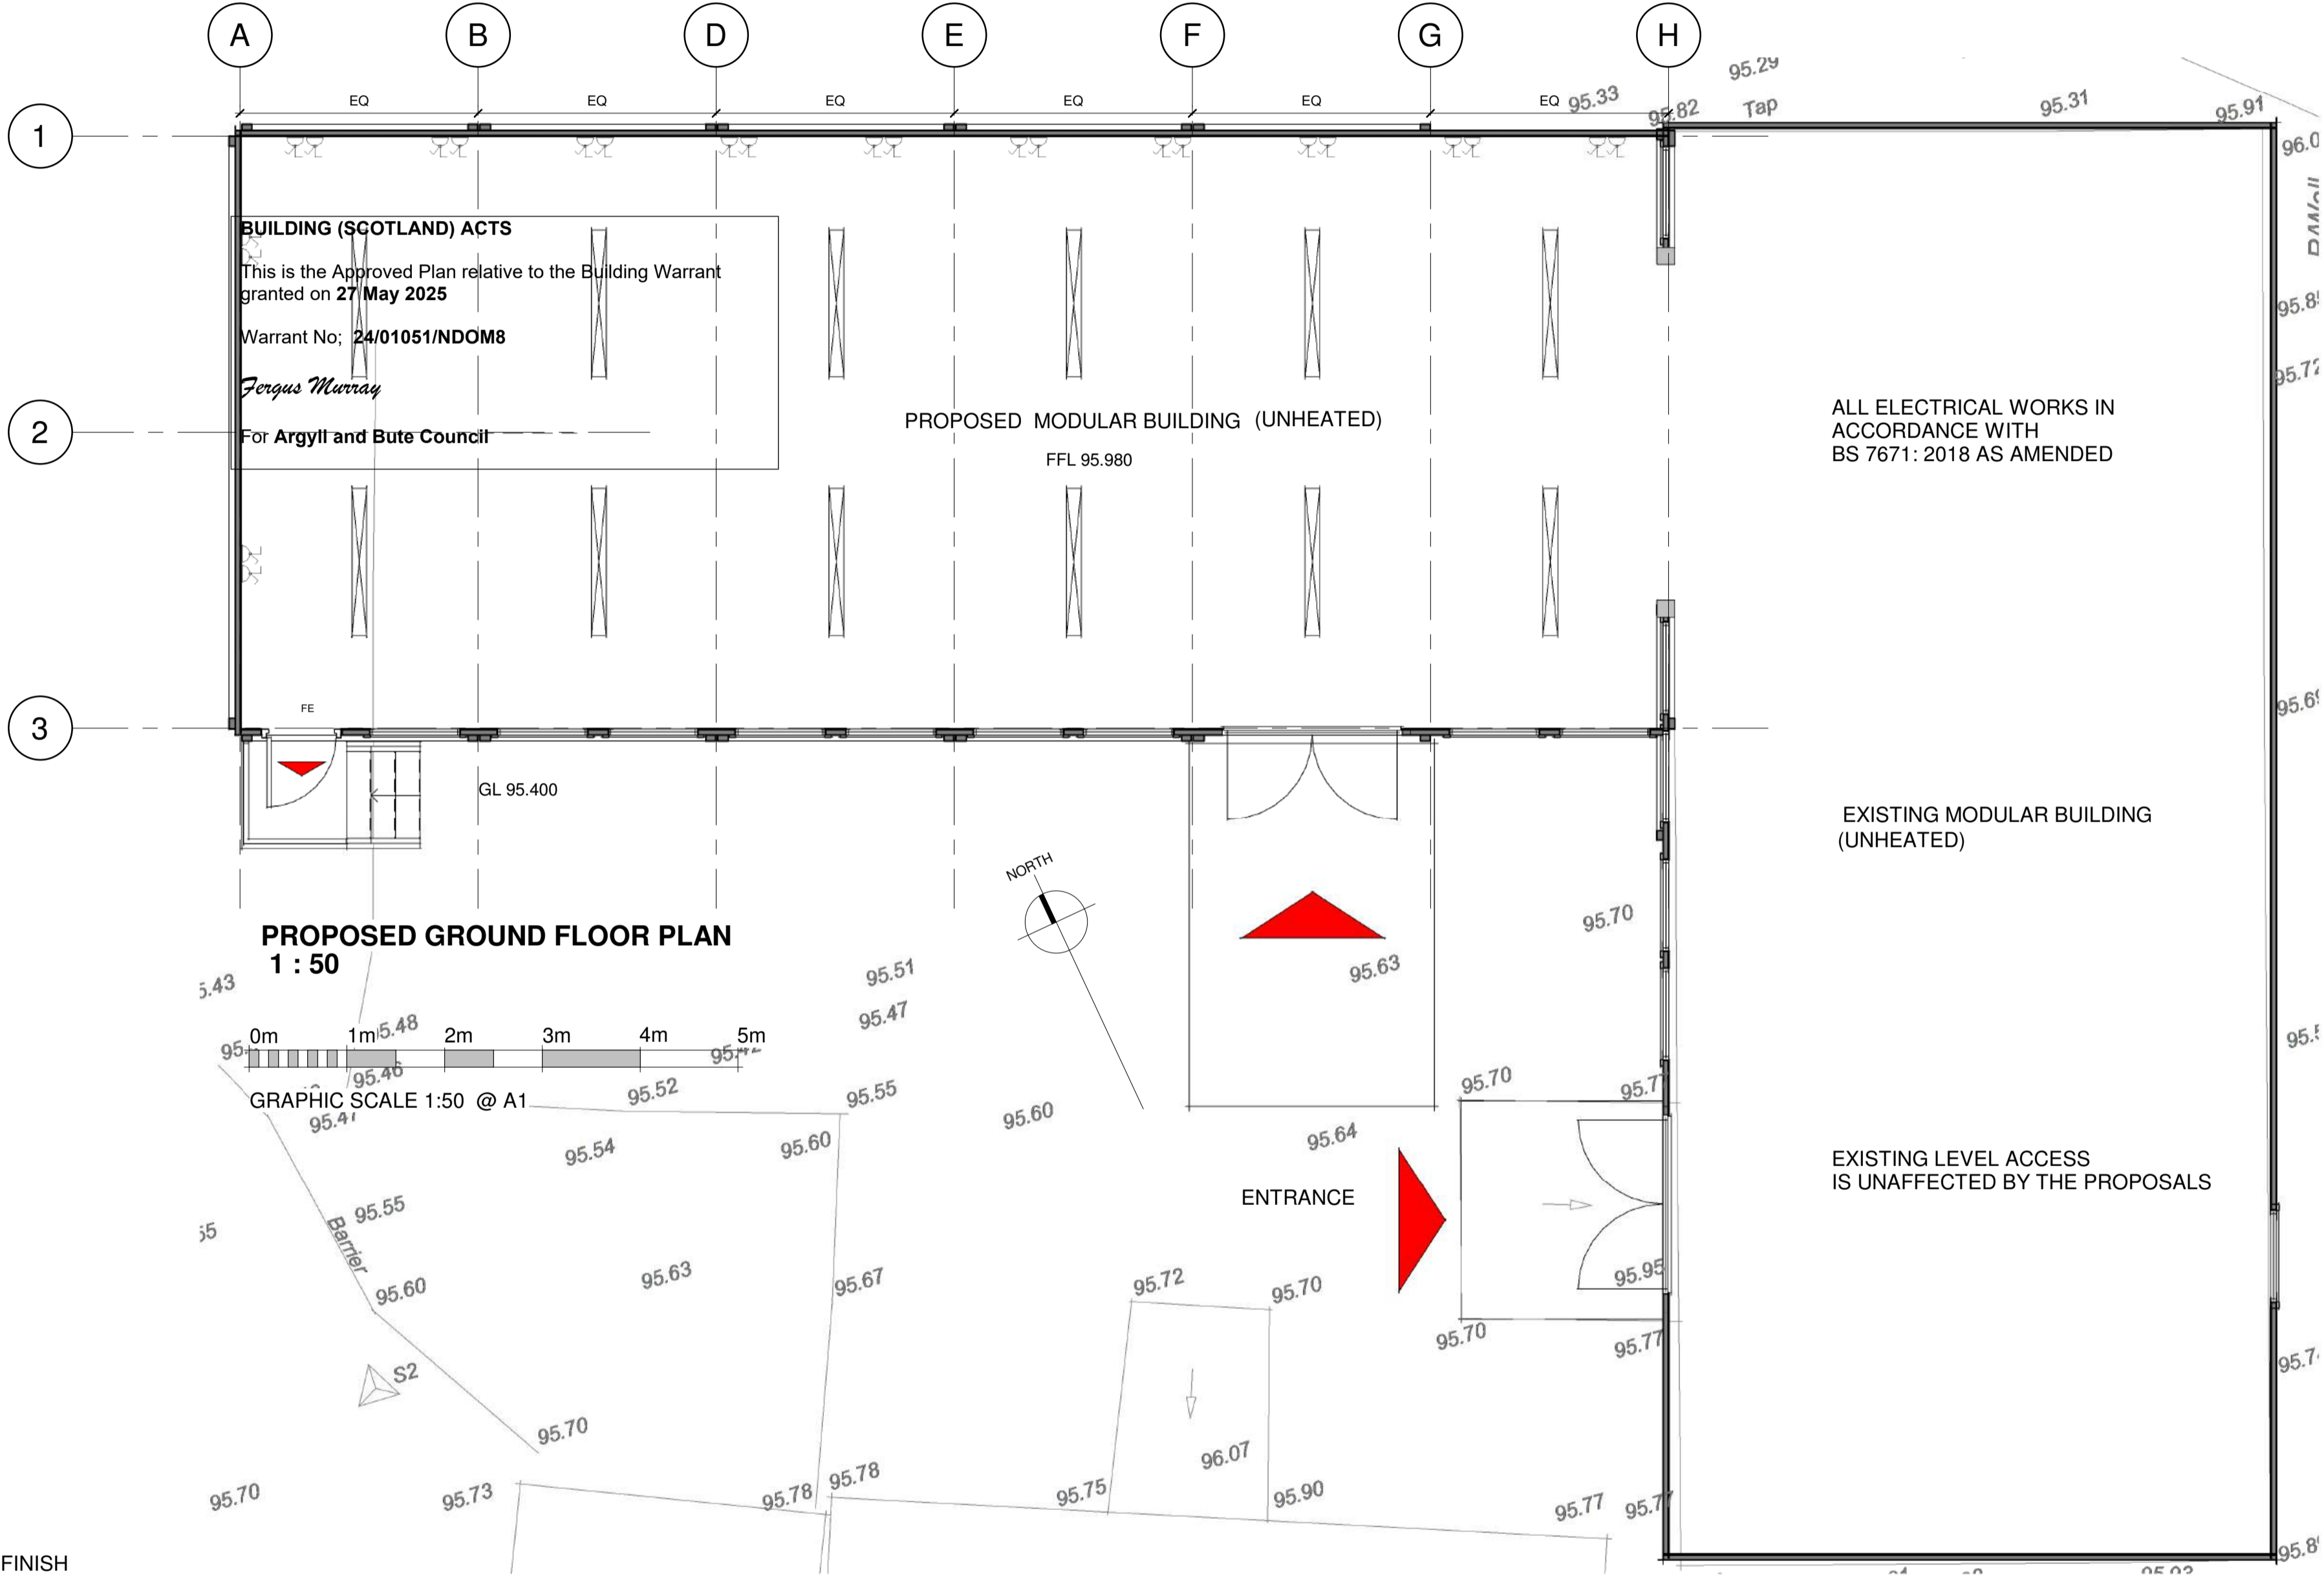 A B D E F G H
EQ EQ EQ EQ EQ EQ
95.33
95.82
95.29
Tap
95.31
95.91
1
BUILDING (SCOTLAND) ACTS
This is the Approved Plan relative to the Building Warrant
granted on 27 May 2025
Warrant No; 24/01051/NDOM8
Fergus Murray
For Argyll and Bute Council
2
PROPOSED MODULAR BUILDING (UNHEATED)
FFL 95.980
ALL ELECTRICAL WORKS IN
ACCORDANCE WITH
BS 7671: 2018 AS AMENDED
FE
3
GL 95.400
EXISTING MODULAR BUILDING
(UNHEATED)
NORTH
95.70
PROPOSED GROUND FLOOR PLAN
1 : 50
95.51
95.63
95.47
0m 1m 2m 3m 4m 5m
95.46
GRAPHIC SCALE 1:50 @ A1
95.52
95.55
95.60
95.70
95.54
95.60
95.64
EXISTING LEVEL ACCESS
IS UNAFFECTED BY THE PROPOSALS
ENTRANCE
Barrier
95.55
95.60
95.63
95.67
95.72
95.70
95.95
95.70
95.77
S2
95.70
96.07
95.70
95.73
95.78
95.78
95.75
95.90
95.77
FINISH